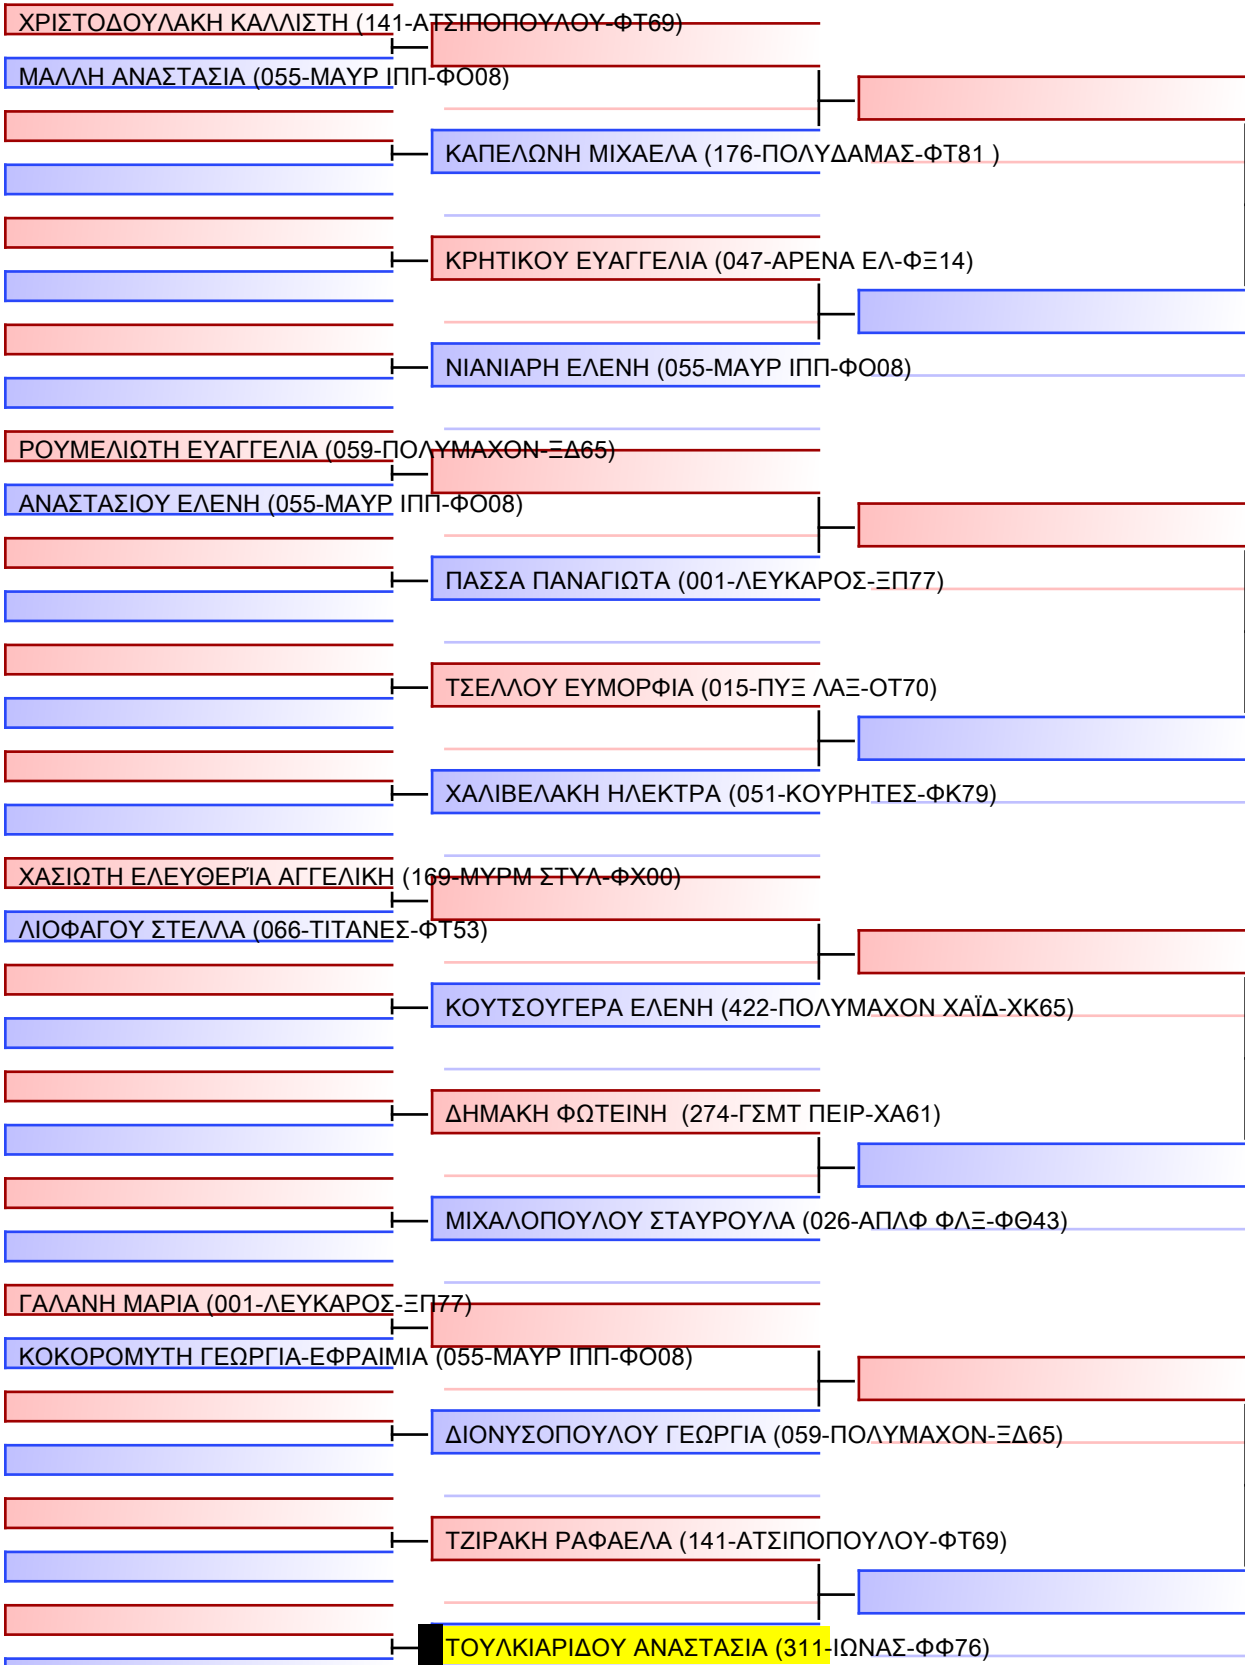 ΧΡΙΣΤΟΔΟΥΛΑΚΗ ΚΑΛΛΙΣΤΗ (141-ΑΤΣΙΠΟΠΟΥΛΟΥ-ΦΤ69)
ΜΑΛΛΗ ΑΝΑΣΤΑΣΙΑ (055-ΜΑΥΡ ΙΠΠ-ΦΟ08)
ΚΑΠΕΛΩΝΗ ΜΙΧΑΕΛΑ (176-ΠΟΛΥΔΑΜΑΣ-ΦΤ81 )
ΚΡΗΤΙΚΟΥ ΕΥΑΓΓΕΛΙΑ (047-ΑΡΕΝΑ ΕΛ-ΦΞ14)
ΝΙΑΝΙΑΡΗ ΕΛΕΝΗ (055-ΜΑΥΡ ΙΠΠ-ΦΟ08)
ΡΟΥΜΕΛΙΩΤΗ ΕΥΑΓΓΕΛΙΑ (059-ΠΟΛΥΜΑΧΟΝ-ΞΔ65)
ΑΝΑΣΤΑΣΙΟΥ ΕΛΕΝΗ (055-ΜΑΥΡ ΙΠΠ-ΦΟ08)
ΠΑΣΣΑ ΠΑΝΑΓΙΩΤΑ (001-ΛΕΥΚΑΡΟΣ-ΞΠ77)
ΤΣΕΛΛΟΥ ΕΥΜΟΡΦΙΑ (015-ΠΥΞ ΛΑΞ-ΟΤ70)
ΧΑΛΙΒΕΛΑΚΗ ΗΛΕΚΤΡΑ (051-ΚΟΥΡΗΤΕΣ-ΦΚ79)
ΧΑΣΙΩΤΗ ΕΛΕΥΘΕΡΊΑ ΑΓΓΕΛΙΚΗ (169-ΜΥΡΜ ΣΤΥΛ-ΦΧ00)
ΛΙΟΦΑΓΟΥ ΣΤΕΛΛΑ (066-ΤΙΤΑΝΕΣ-ΦΤ53)
ΚΟΥΤΣΟΥΓΕΡΑ ΕΛΕΝΗ (422-ΠΟΛΥΜΑΧΟΝ ΧΑΪΔ-ΧΚ65)
ΔΗΜΑΚΗ ΦΩΤΕΙΝΗ  (274-ΓΣΜΤ ΠΕΙΡ-ΧΑ61)
ΜΙΧΑΛΟΠΟΥΛΟΥ ΣΤΑΥΡΟΥΛΑ (026-ΑΠΛΦ ΦΛΞ-ΦΘ43)
ΓΑΛΑΝΗ ΜΑΡΙΑ (001-ΛΕΥΚΑΡΟΣ-ΞΠ77)
ΚΟΚΟΡΟΜΥΤΗ ΓΕΩΡΓΙΑ-ΕΦΡΑΙΜΙΑ (055-ΜΑΥΡ ΙΠΠ-ΦΟ08)
ΔΙΟΝΥΣΟΠΟΥΛΟΥ ΓΕΩΡΓΙΑ (059-ΠΟΛΥΜΑΧΟΝ-ΞΔ65)
ΤΖΙΡΑΚΗ ΡΑΦΑΕΛΑ (141-ΑΤΣΙΠΟΠΟΥΛΟΥ-ΦΤ69)
ΤΟΥΛΚΙΑΡΙΔΟΥ ΑΝΑΣΤΑΣΙΑ (311-ΙΩΝΑΣ-ΦΦ76)